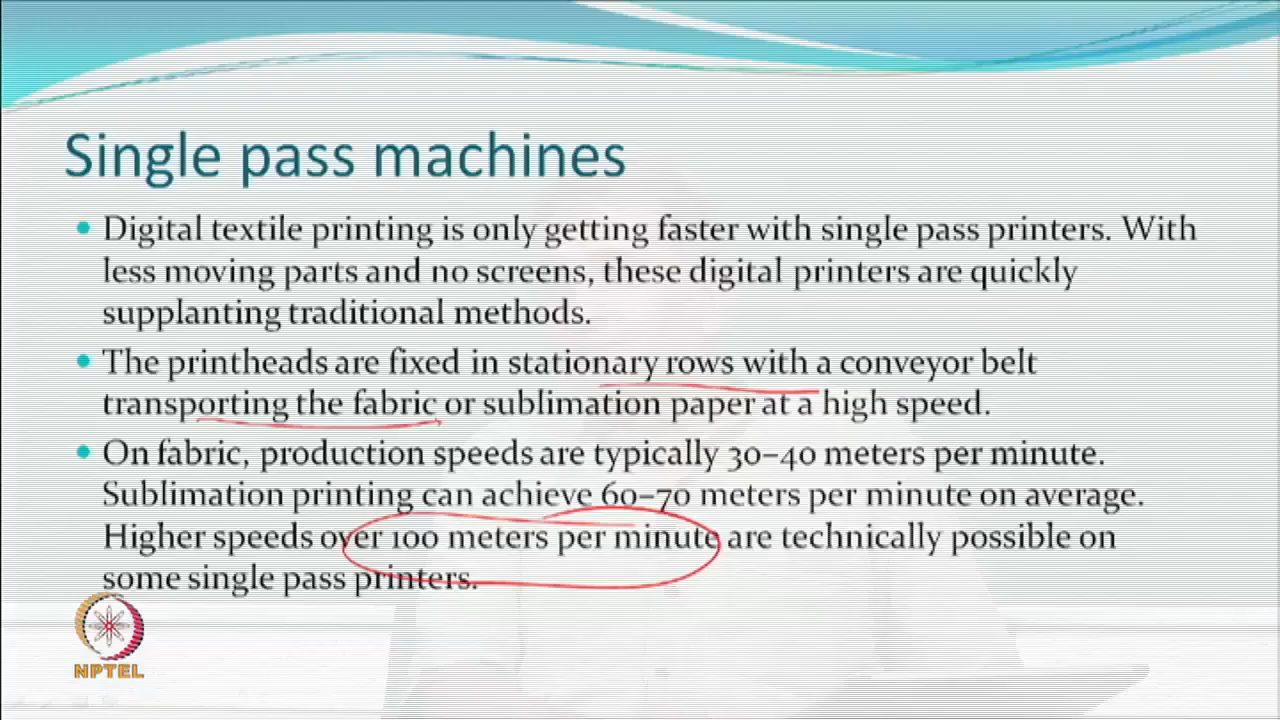 Single pass machines
Digital textile printing is only getting faster with single pass printers. With
less moving parts and no screens, these digital printers are quickly
supplanting traditional methods.
The printheads are fixed in stationary rows with a conveyor belt
transporting the fabric or sublimation paper at a high speed.
On fabric, production speeds are typically 30–40 meters per minute.
Sublimation printing can achieve 60–70 meters per minute on average.
Higher speeds over 100 meters per minute are technically possible on
some single pass printers.
NPTEL